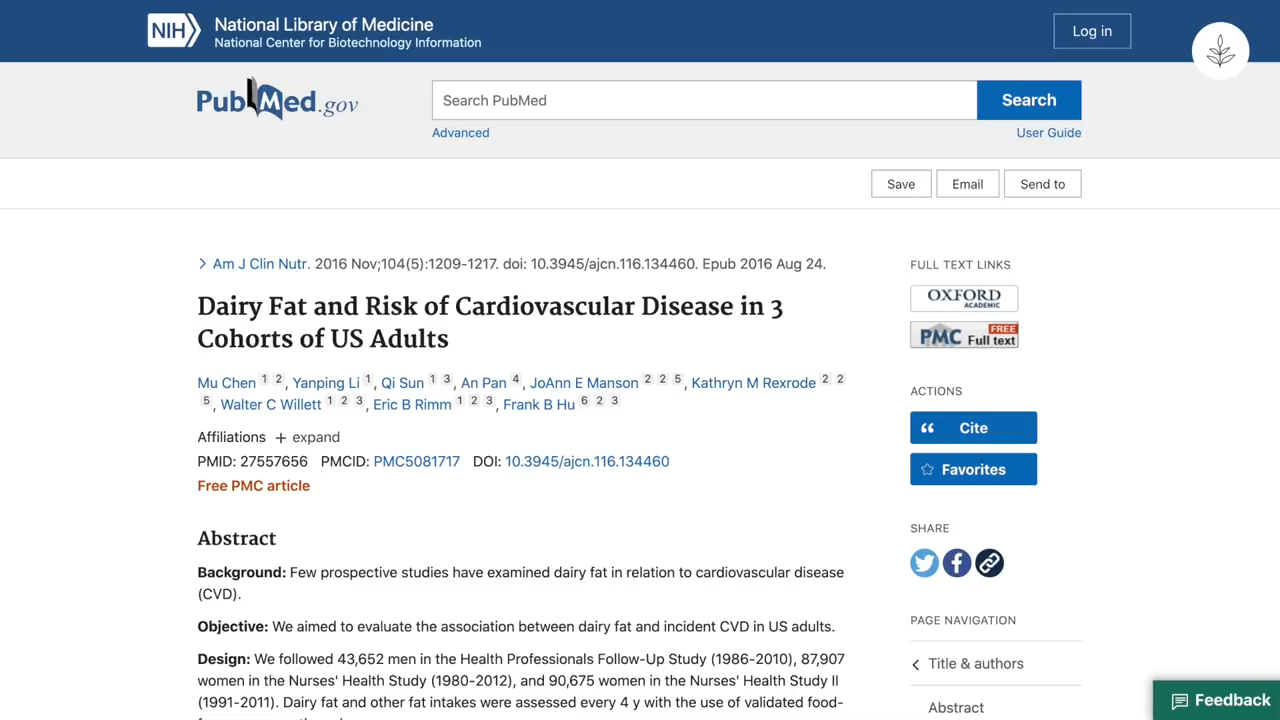 NIH National Library of Medicine
National Center for Biotechnology Information
Log in
PubMed.gov
Search PubMed
Search
Advanced
User Guide
Save
Email
Send to
Am J Clin Nutr. 2016 Nov;104(5):1209-1217. doi: 10.3945/ajcn.116.134460. Epub 2016 Aug 24.
Dairy Fat and Risk of Cardiovascular Disease in 3
Cohorts of US Adults
Mu Chen 1 2, Yanping Li 1, Qi Sun 1 3, An Pan 4, JoAnn E Manson 2 2 5, Kathryn M Rexrode 2 2
5, Walter C Willett 1 2 3, Eric B Rimm 1 2 3, Frank B Hu 6 2 3
Affiliations + expand
PMID: 27557656 PMCID: PMC5081717 DOI: 10.3945/ajcn.116.134460
Free PMC article
Abstract
Background: Few prospective studies have examined dairy fat in relation to cardiovascular disease
(CVD).
Objective: We aimed to evaluate the association between dairy fat and incident CVD in US adults.
Design: We followed 43,652 men in the Health Professionals Follow-Up Study (1986-2010), 87,907
women in the Nurses' Health Study (1980-2012), and 90,675 women in the Nurses' Health Study II
(1991-2011). Dairy fat and other fat intakes were assessed every 4 y with the use of validated food-
FULL TEXT LINKS
OXFORD
ACADEMIC
PMC FREE Full text
ACTIONS
Cite
Favorites
SHARE
PAGE NAVIGATION
Title & authors
Abstract
Feedback